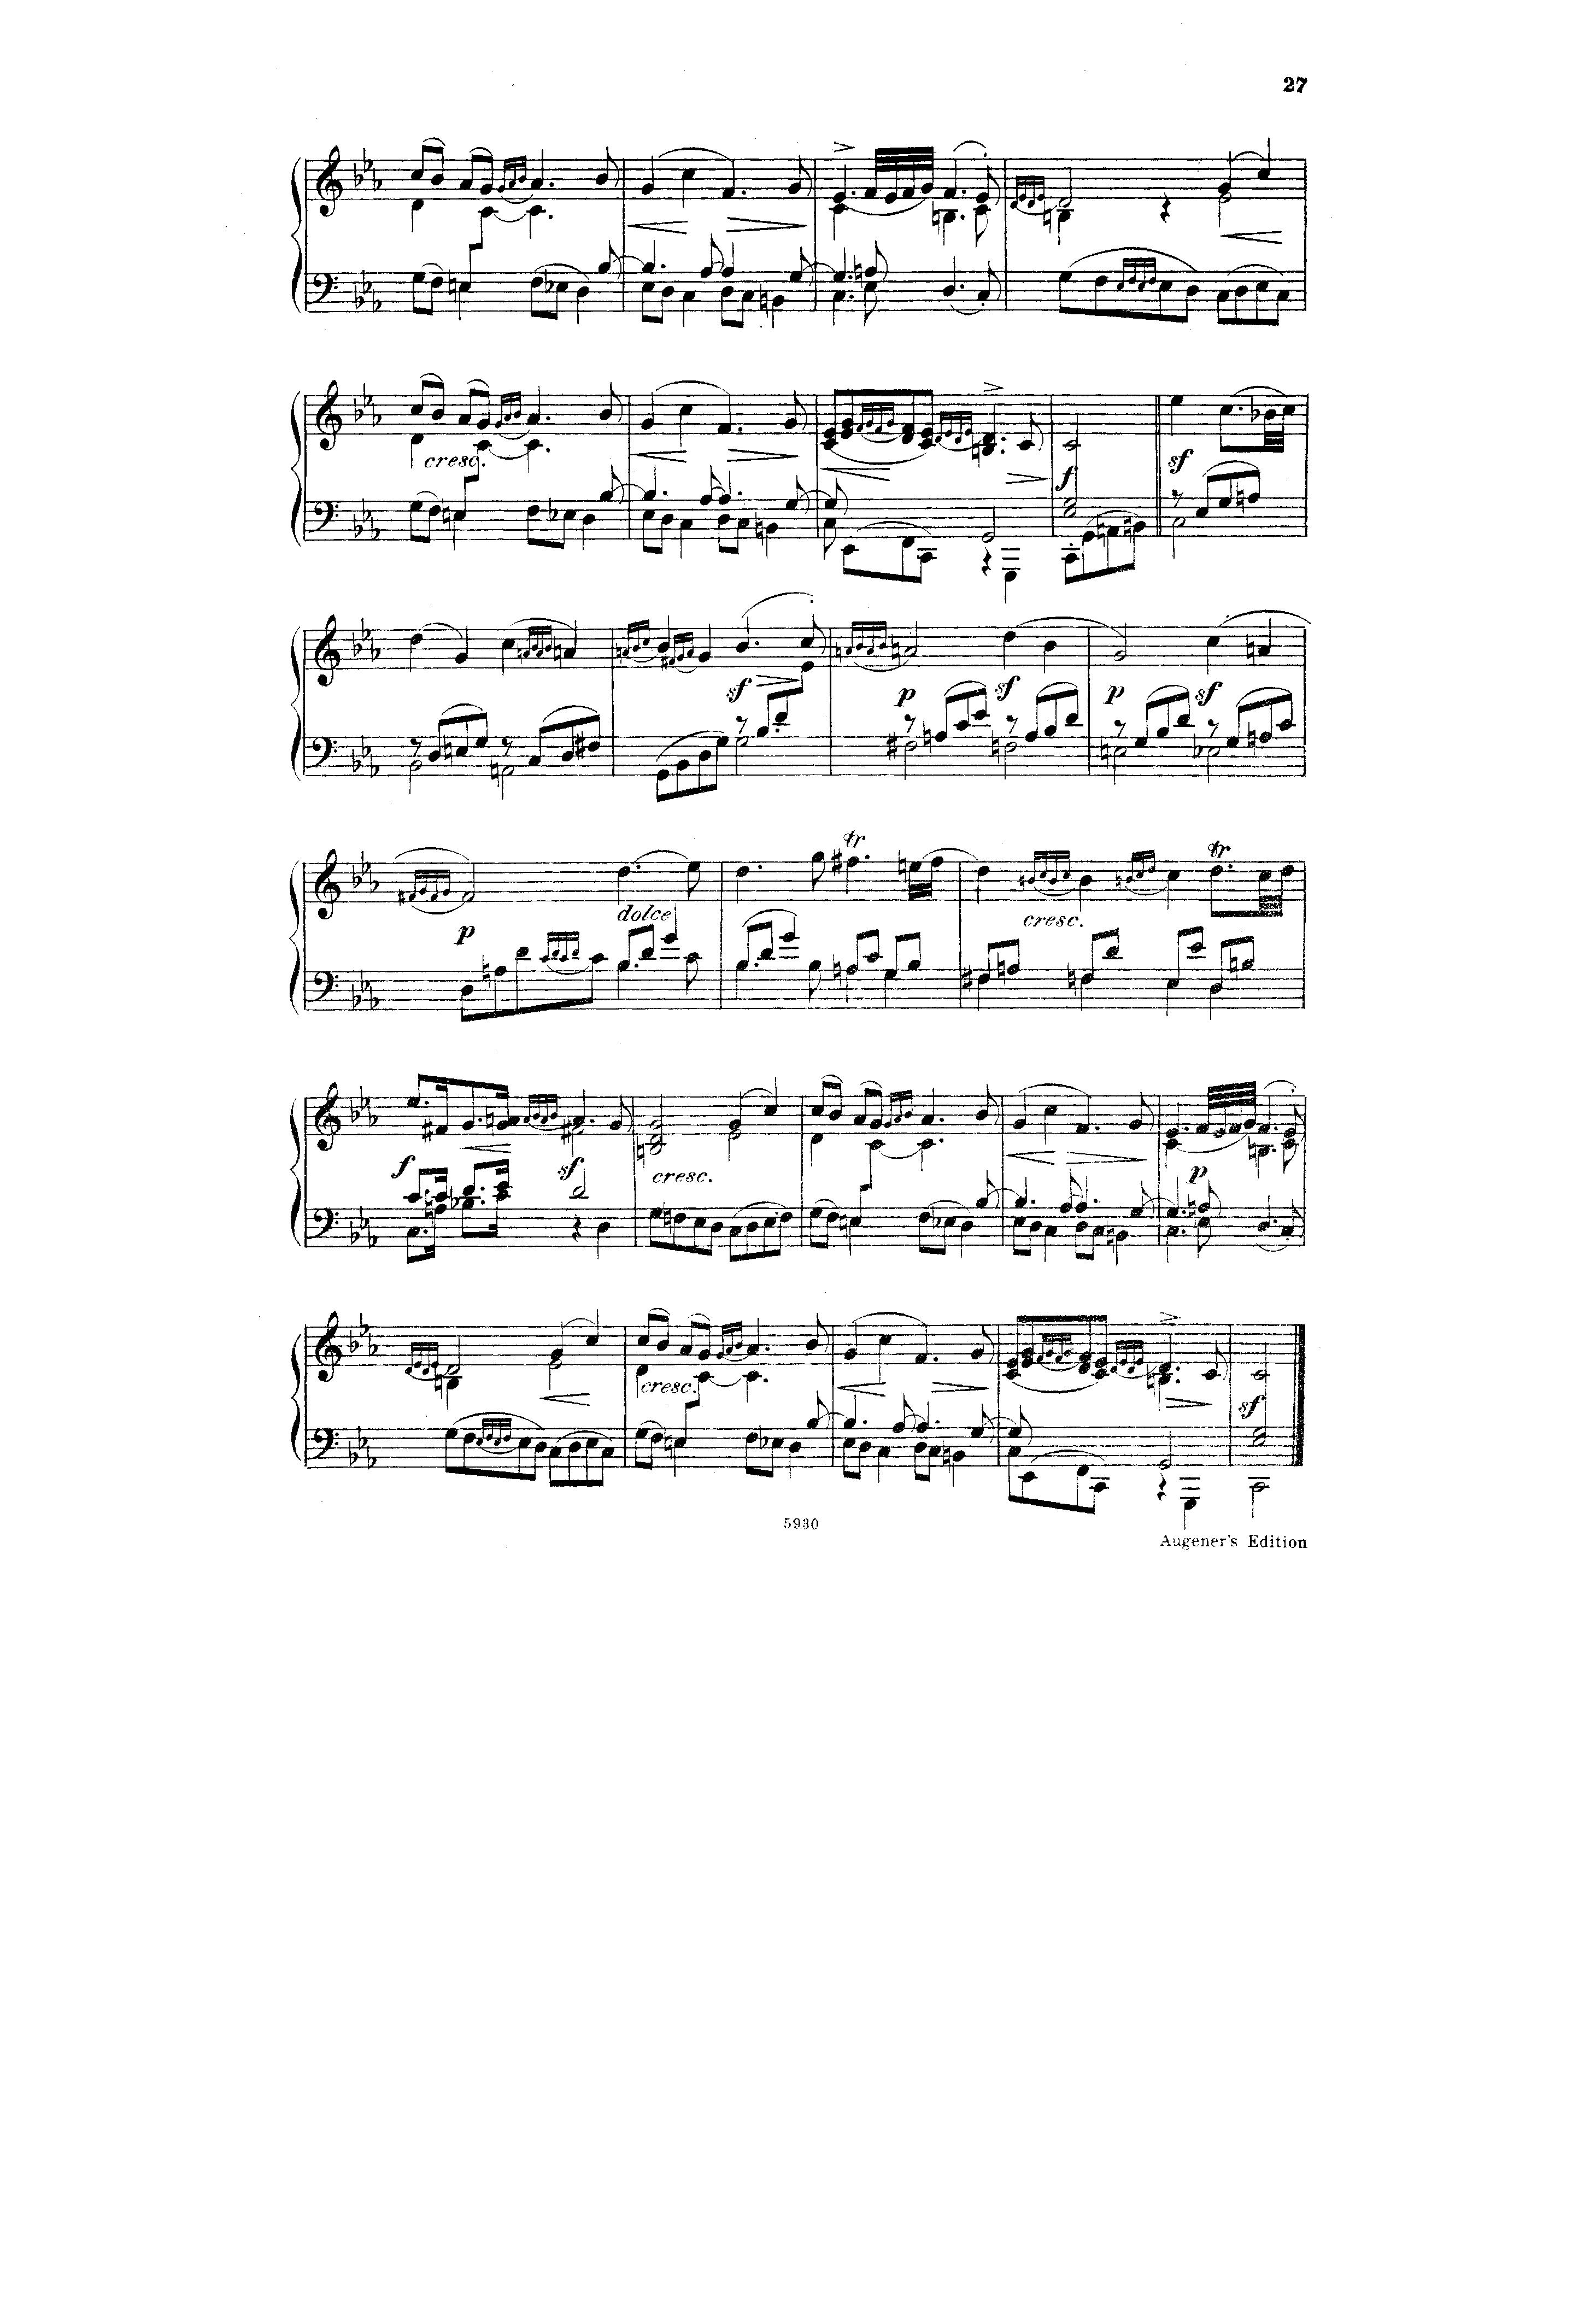 27
cresc.
f
sf
sf
p
sf
p
sf
tr
tr
dolce
cresc.
p
f
sf
cresc.
p
cresc.
sf
5930
Augener's Edition